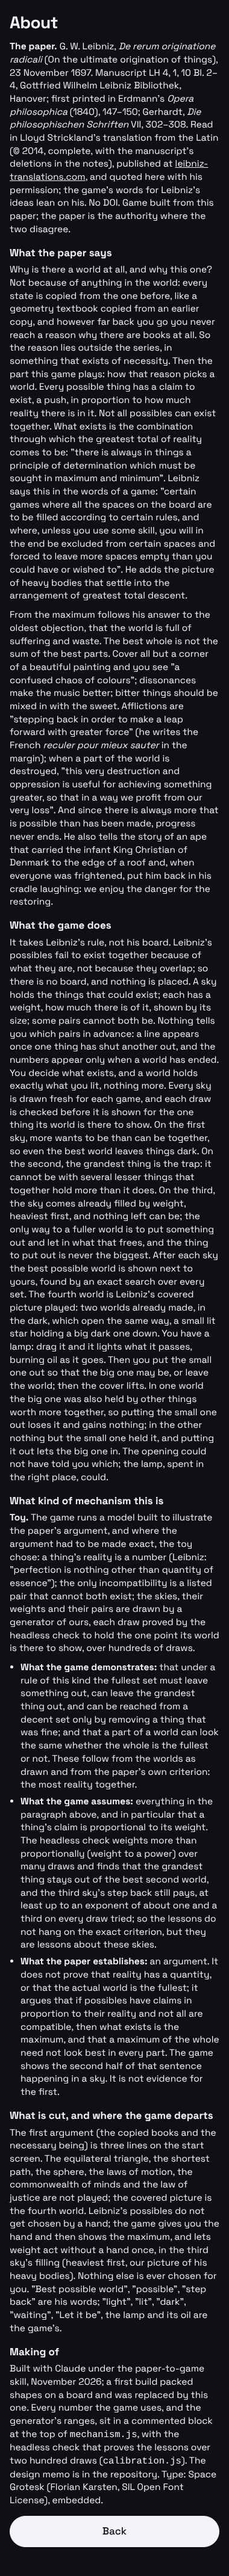 About
The paper. G. W. Leibniz, De rerum originatione
radicali (On the ultimate origination of things),
23 November 1697. Manuscript LH 4, 1, 10 Bl. 2–
4, Gottfried Wilhelm Leibniz Bibliothek,
Hanover; first printed in Erdmann's Opera
philosophica (1840), 147–150; Gerhardt, Die
philosophischen Schriften VII, 302–308. Read
in Lloyd Strickland's translation from the Latin
(© 2014, complete, with the manuscript's
deletions in the notes), published at leibniz-
translations.com, and quoted here with his
permission; the game's words for Leibniz's
ideas lean on his. No DOI. Game built from this
paper; the paper is the authority where the
two disagree.
What the paper says
Why is there a world at all, and why this one?
Not because of anything in the world: every
state is copied from the one before, like a
geometry textbook copied from an earlier
copy, and however far back you go you never
reach a reason why there are books at all. So
the reason lies outside the series, in
something that exists of necessity. Then the
part this game plays: how that reason picks a
world. Every possible thing has a claim to
exist, a push, in proportion to how much
reality there is in it. Not all possibles can exist
together. What exists is the combination
through which the greatest total of reality
comes to be: "there is always in things a
principle of determination which must be
sought in maximum and minimum". Leibniz
says this in the words of a game: "certain
games where all the spaces on the board are
to be filled according to certain rules, and
where, unless you use some skill, you will in
the end be excluded from certain spaces and
forced to leave more spaces empty than you
could have or wished to". He adds the picture
of heavy bodies that settle into the
arrangement of greatest total descent.
From the maximum follows his answer to the
oldest objection, that the world is full of
suffering and waste. The best whole is not the
sum of the best parts. Cover all but a corner
of a beautiful painting and you see "a
confused chaos of colours"; dissonances
make the music better; bitter things should be
mixed in with the sweet. Afflictions are
"stepping back in order to make a leap
forward with greater force" (he writes the
French reculer pour mieux sauter in the
margin); when a part of the world is
destroyed, "this very destruction and
oppression is useful for achieving something
greater, so that in a way we profit from our
very loss". And since there is always more that
is possible than has been made, progress
never ends. He also tells the story of an ape
that carried the infant King Christian of
Denmark to the edge of a roof and, when
everyone was frightened, put him back in his
cradle laughing: we enjoy the danger for the
restoring.
What the game does
It takes Leibniz's rule, not his board. Leibniz's
possibles fail to exist together because of
what they are, not because they overlap; so
there is no board, and nothing is placed. A sky
holds the things that could exist; each has a
weight, how much there is of it, shown by its
size; some pairs cannot both be. Nothing tells
you which pairs in advance: a line appears
once one thing has shut another out, and the
numbers appear only when a world has ended.
You decide what exists, and a world holds
exactly what you lit, nothing more. Every sky
is drawn fresh for each game, and each draw
is checked before it is shown for the one
thing its world is there to show. On the first
sky, more wants to be than can be together,
so even the best world leaves things dark. On
the second, the grandest thing is the trap: it
cannot be with several lesser things that
together hold more than it does. On the third,
the sky comes already filled by weight,
heaviest first, and nothing left can be; the
only way to a fuller world is to put something
out and let in what that frees, and the thing
to put out is never the biggest. After each sky
the best possible world is shown next to
yours, found by an exact search over every
set. The fourth world is Leibniz's covered
picture played: two worlds already made, in
the dark, which open the same way, a small lit
star holding a big dark one down. You have a
lamp: drag it and it lights what it passes,
burning oil as it goes. Then you put the small
one out so that the big one may be, or leave
the world; then the cover lifts. In one world
the big one was also held by other things
worth more together, so putting the small one
out loses it and gains nothing; in the other
nothing but the small one held it, and putting
it out lets the big one in. The opening could
not have told you which; the lamp, spent in
the right place, could.
What kind of mechanism this is
Toy. The game runs a model built to illustrate
the paper's argument, and where the
argument had to be made exact, the toy
chose: a thing's reality is a number (Leibniz:
"perfection is nothing other than quantity of
essence"); the only incompatibility is a listed
pair that cannot both exist; the skies, their
weights and their pairs are drawn by a
generator of ours, each draw proved by the
headless check to hold the one point its world
is there to show, over hundreds of draws.
• What the game demonstrates: that under a
rule of this kind the fullest set must leave
something out, can leave the grandest
thing out, and can be reached from a
decent set only by removing a thing that
was fine; and that a part of a world can look
the same whether the whole is the fullest
or not. These follow from the worlds as
drawn and from the paper's own criterion:
the most reality together.
• What the game assumes: everything in the
paragraph above, and in particular that a
thing's claim is proportional to its weight.
The headless check weights more than
proportionally (weight to a power) over
many draws and finds that the grandest
thing stays out of the best second world,
and the third sky's step back still pays, at
least up to an exponent of about one and a
third on every draw tried; so the lessons do
not hang on the exact criterion, but they
are lessons about these skies.
• What the paper establishes: an argument. It
does not prove that reality has a quantity,
or that the actual world is the fullest; it
argues that if possibles have claims in
proportion to their reality and not all are
compatible, then what exists is the
maximum, and that a maximum of the whole
need not look best in every part. The game
shows the second half of that sentence
happening in a sky. It is not evidence for
the first.
What is cut, and where the game departs
The first argument (the copied books and the
necessary being) is three lines on the start
screen. The equilateral triangle, the shortest
path, the sphere, the laws of motion, the
commonwealth of minds and the law of
justice are not played; the covered picture is
the fourth world. Leibniz's possibles do not
get chosen by a hand; the game gives you the
hand and then shows the maximum, and lets
weight act without a hand once, in the third
sky's filling (heaviest first, our picture of his
heavy bodies). Nothing else is ever chosen for
you. "Best possible world", "possible", "step
back" are his words; "light", "lit", "dark",
"waiting", "Let it be", the lamp and its oil are
the game's.
Making of
Built with Claude under the paper-to-game
skill, November 2026; a first build packed
shapes on a board and was replaced by this
one. Every number the game uses, and the
generator's ranges, sit in a commented block
at the top of mechanism.js, with the
headless check that proves the lessons over
two hundred draws (calibration.js). The
design memo is in the repository. Type: Space
Grotesk (Florian Karsten, SIL Open Font
License), embedded.
Back